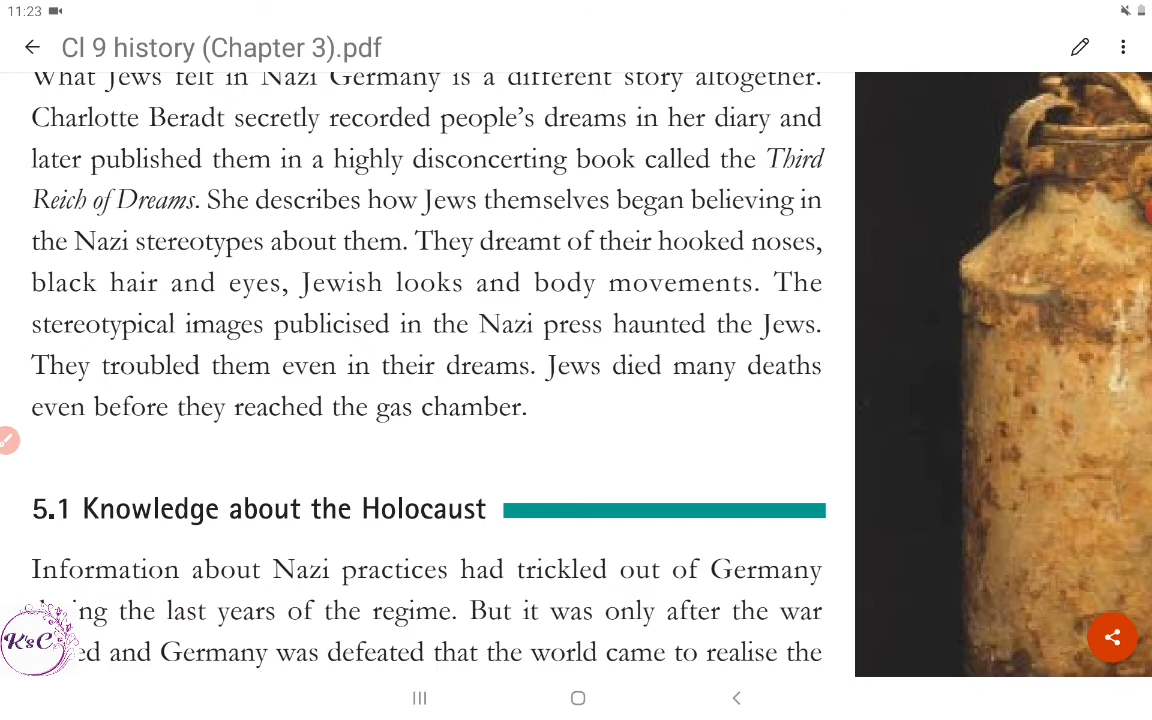 11:23
Cl 9 history (Chapter 3).pdf
What Jews felt in Nazi Germany is a different story altogether.
Charlotte Beradt secretly recorded people's dreams in her diary and
later published them in a highly disconcerting book called the Third
Reich of Dreams. She describes how Jews themselves began believing in
the Nazi stereotypes about them. They dreamt of their hooked noses,
black hair and eyes, Jewish looks and body movements. The
stereotypical images publicised in the Nazi press haunted the Jews.
They troubled them even in their dreams. Jews died many deaths
even before they reached the gas chamber.
5.1 Knowledge about the Holocaust
Information about Nazi practices had trickled out of Germany
the last years of the regime. But it was only after the war
and Germany was defeated that the world came to realise the
K's C